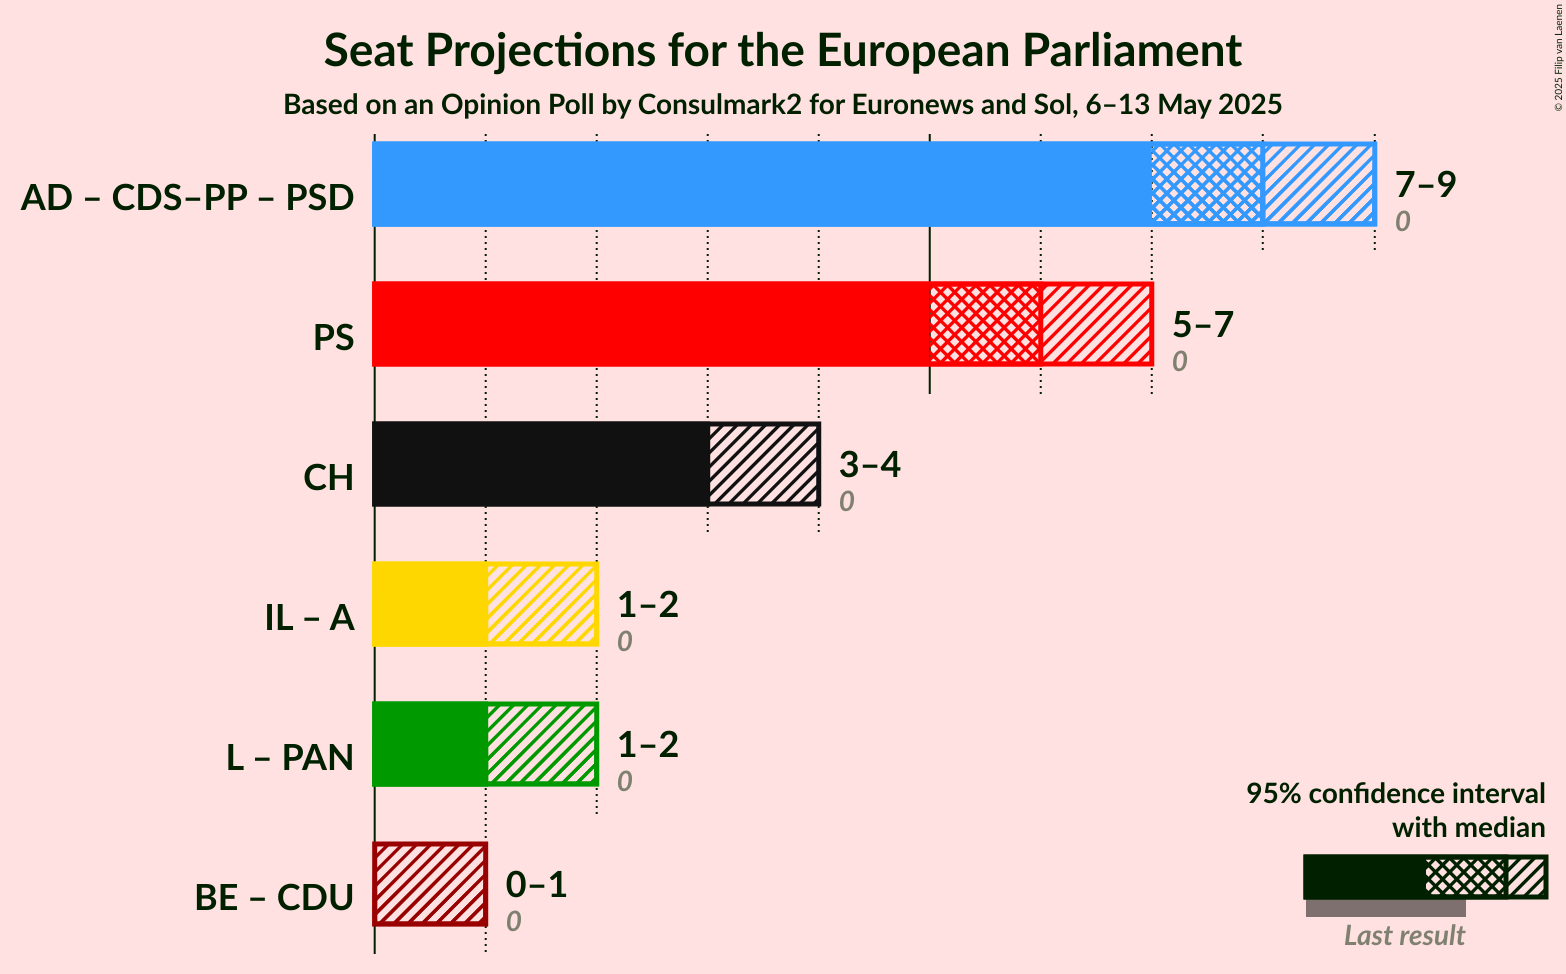 Seat Projections for the European Parliament
Based on an Opinion Poll by Consulmark2 for Euronews and Sol, 6–13 May 2025
© 2025 Filip van Laenen
AD – CDS–PP – PSD
7–9
0
PS
5–7
0
CH
3–4
0
IL – A
1–2
0
L – PAN
1–2
0
BE – CDU
0–1
0
95% confidence interval
with median
Last result